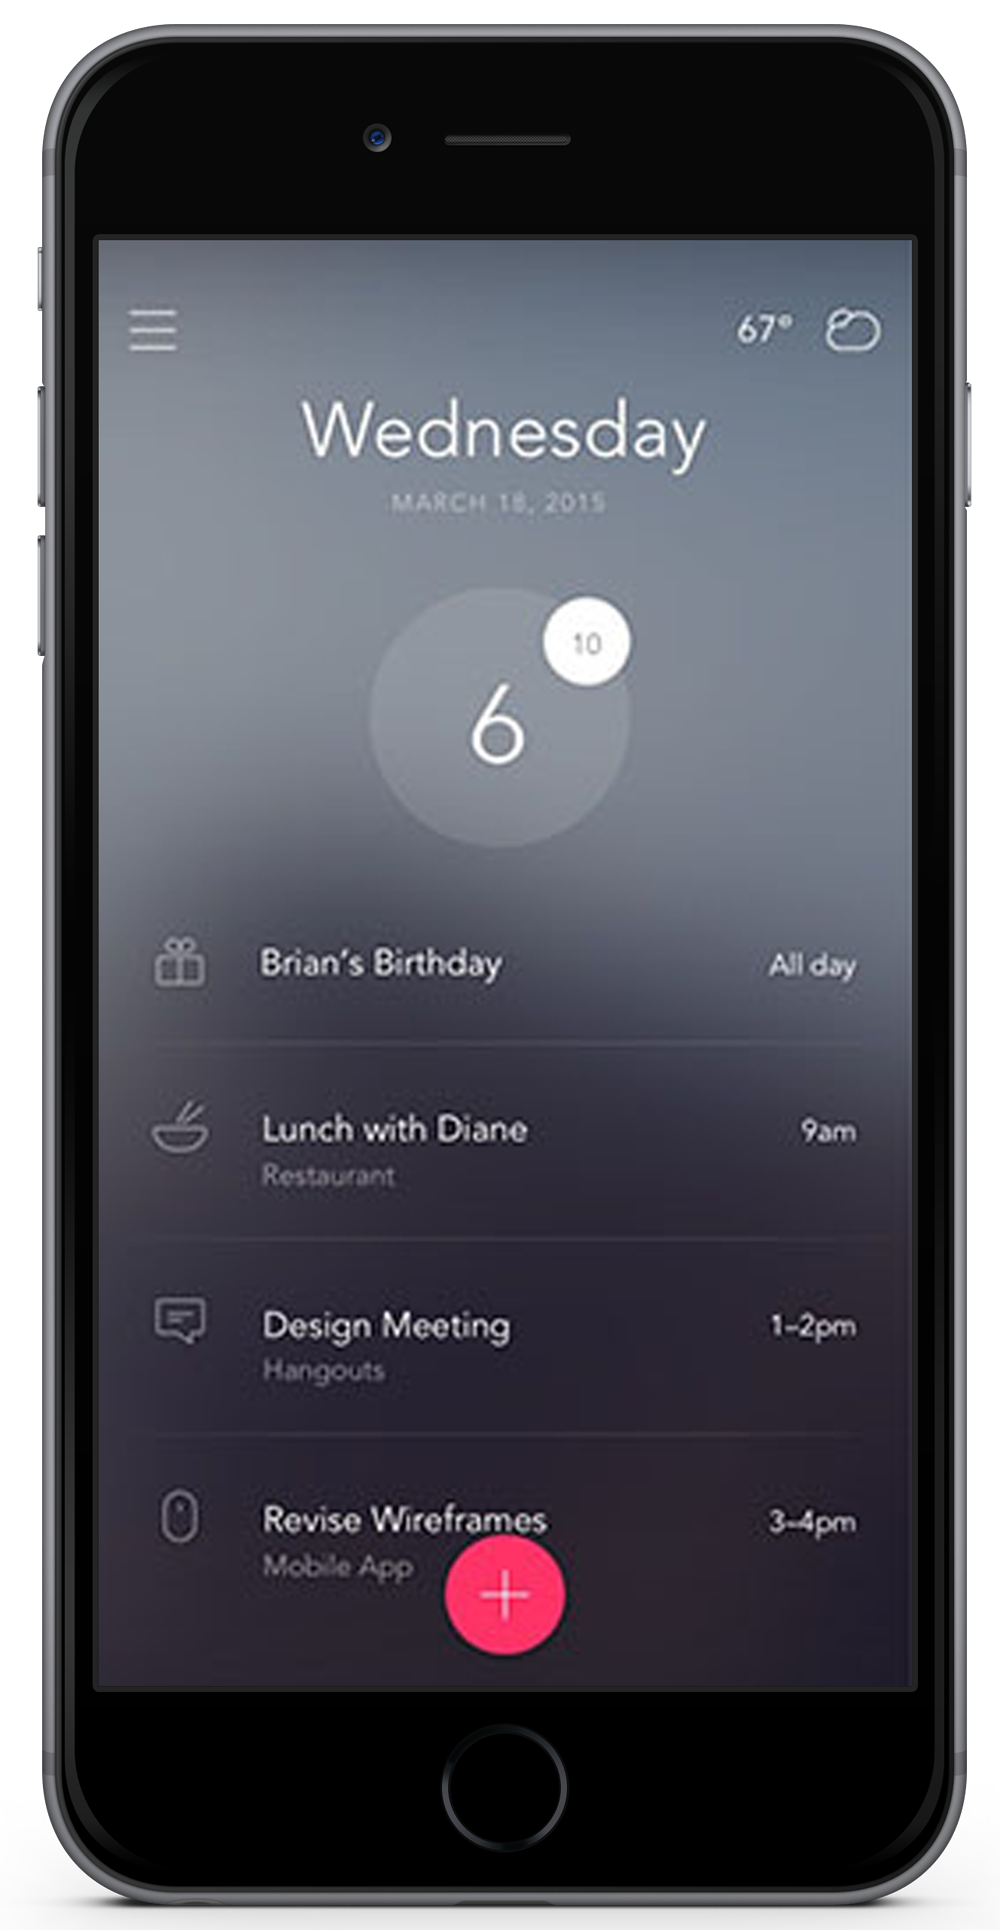 67°
Wednesday
MARCH 18, 2015
10
6
Brian's Birthday
All day
Lunch with Diane
9am
Restaurant
Design Meeting
1–2pm
Hangouts
Revise Wireframes
3–4pm
Mobile App